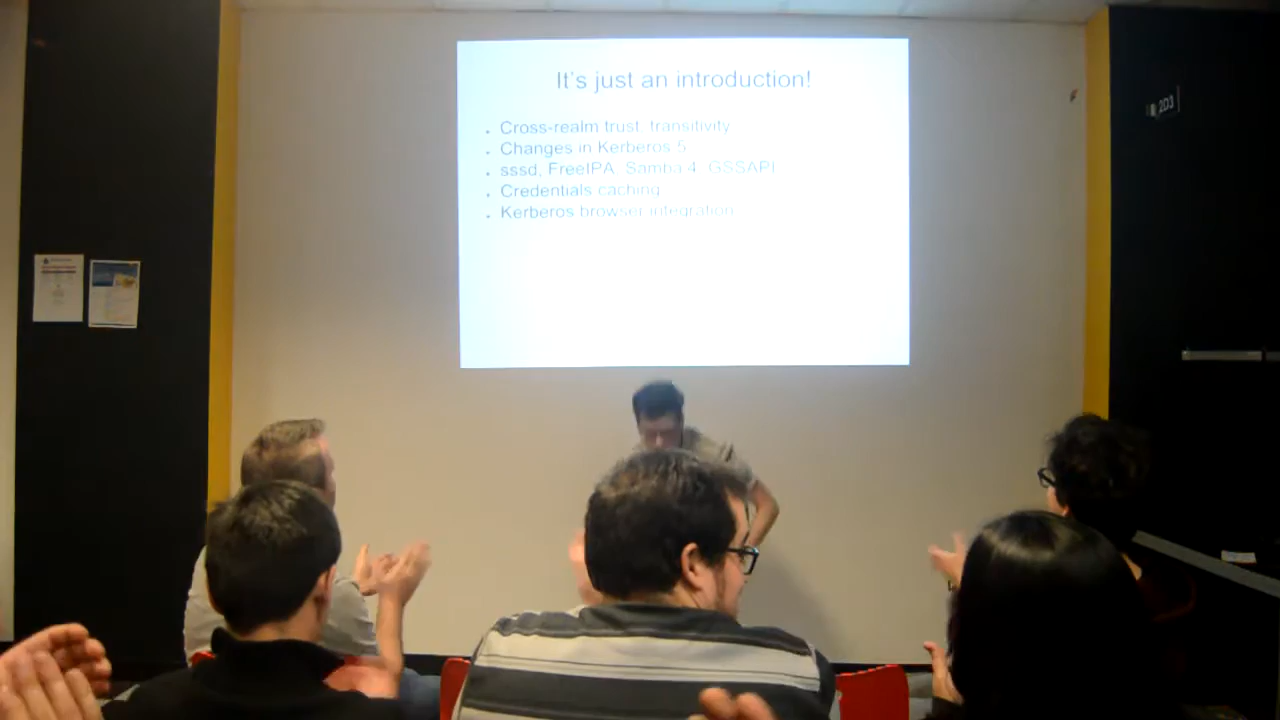 It's just an introduction!
Cross-realm trust, transitivity
Changes in Kerberos 5
sssd, FreeIPA, Samba 4, GSSAPI
Credentials caching
Kerberos browser integration
2D3